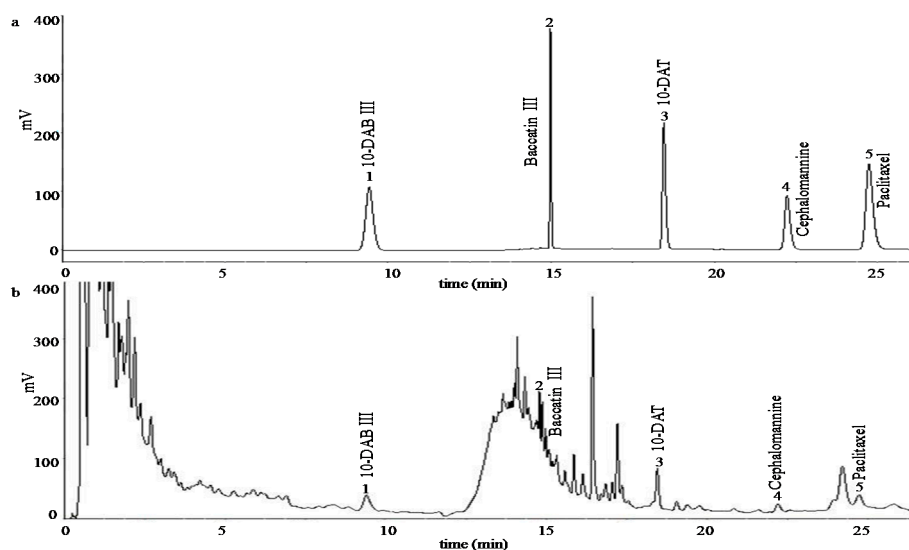 a
400
300
200
100
0
mV
10-DAB III
1
Baccatin III
2
10-DAT
3
4
Cephalomannine
5
Paclitaxel
0
5
10
15
20
25
time (min)
b
400
300
200
100
0
mV
10-DAB III
1
2
Baccatin III
10-DAT
3
Cephalomannine
4
Paclitaxel
5
0
5
10
15
20
25
time (min)